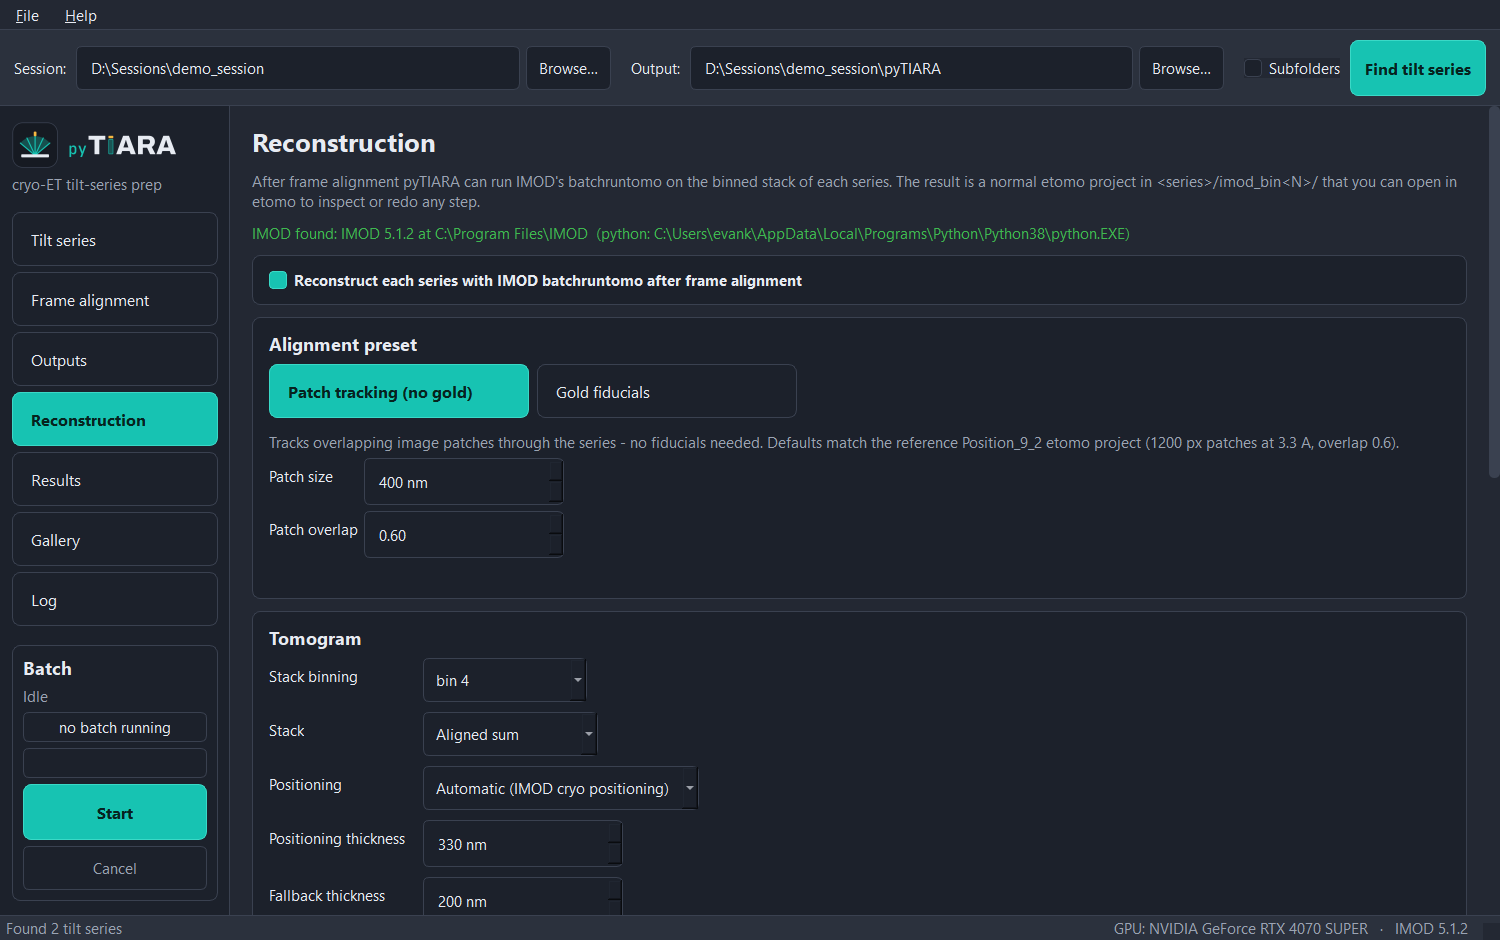 File Help
Session: D:\Sessions\demo_session Browse... Output: D:\Sessions\demo_session\pyTIARA Browse... Subfolders Find tilt series
pyTIARA
cryo-ET tilt-series prep
Tilt series
Frame alignment
Outputs
Reconstruction
Results
Gallery
Log
Batch
Idle
no batch running
Start
Cancel
Reconstruction
After frame alignment pyTIARA can run IMOD's batchruntomo on the binned stack of each series. The result is a normal etomo project in <series>/imod_bin<N>/ that you can open in
etomo to inspect or redo any step.
IMOD found: IMOD 5.1.2 at C:\Program Files\IMOD (python: C:\Users\evank\AppData\Local\Programs\Python\Python38\python.EXE)
Reconstruct each series with IMOD batchruntomo after frame alignment
Alignment preset
Patch tracking (no gold) Gold fiducials
Tracks overlapping image patches through the series - no fiducials needed. Defaults match the reference Position_9_2 etomo project (1200 px patches at 3.3 A, overlap 0.6).
Patch size 400 nm
Patch overlap 0.60
Tomogram
Stack binning bin 4
Stack Aligned sum
Positioning Automatic (IMOD cryo positioning)
Positioning thickness 330 nm
Fallback thickness 200 nm
Found 2 tilt series GPU: NVIDIA GeForce RTX 4070 SUPER · IMOD 5.1.2